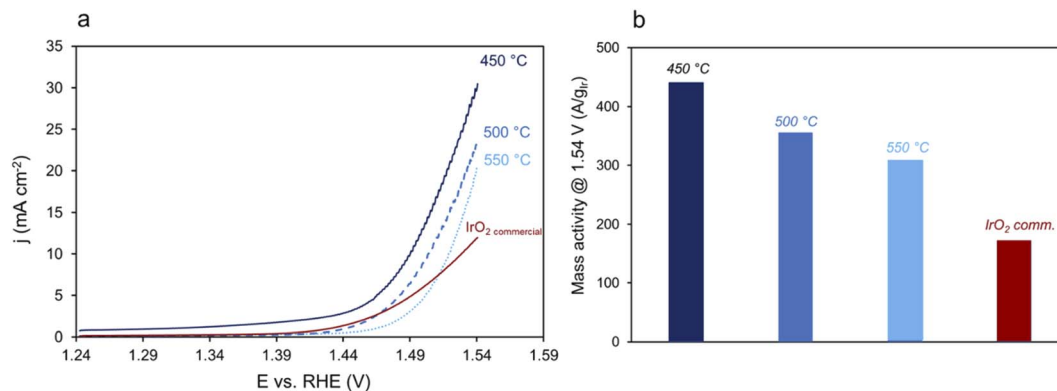 a
35
30
25
20
15
10
5
0
j (mA cm-2)
450 °C
500 °C
550 °C
IrO2 commercial
1.24 1.29 1.34 1.39 1.44 1.49 1.54 1.59
E vs. RHE (V)
b
500
400
300
200
100
0
Mass activity @ 1.54 V (A/gIr)
450 °C
500 °C
550 °C
IrO2 comm.